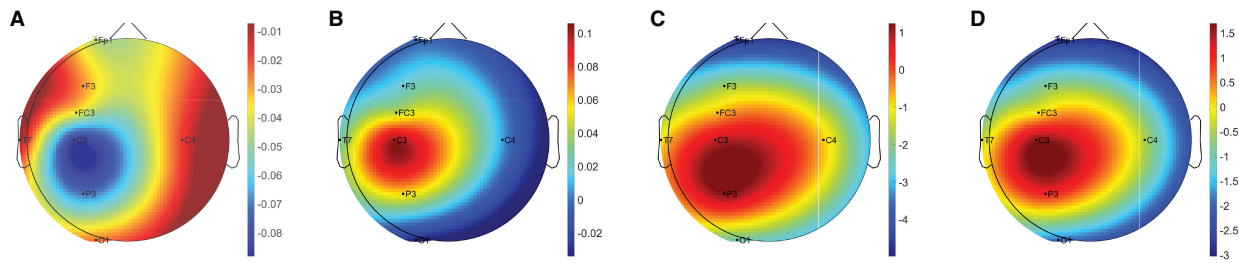 A
B
C
D
Fp1
F3
FC3
T7
C3
C4
P3
O1
-0.01
-0.02
-0.03
-0.04
-0.05
-0.06
-0.07
-0.08
Fp1
F3
FC3
T7
C3
C4
P3
O1
0.1
0.08
0.06
0.04
0.02
0
-0.02
Fp1
F3
FC3
T7
C3
C4
P3
O1
1
0
-1
-2
-3
-4
Fp1
F3
FC3
T7
C3
C4
P3
O1
1.5
1
0.5
0
-0.5
-1
-1.5
-2
-2.5
-3